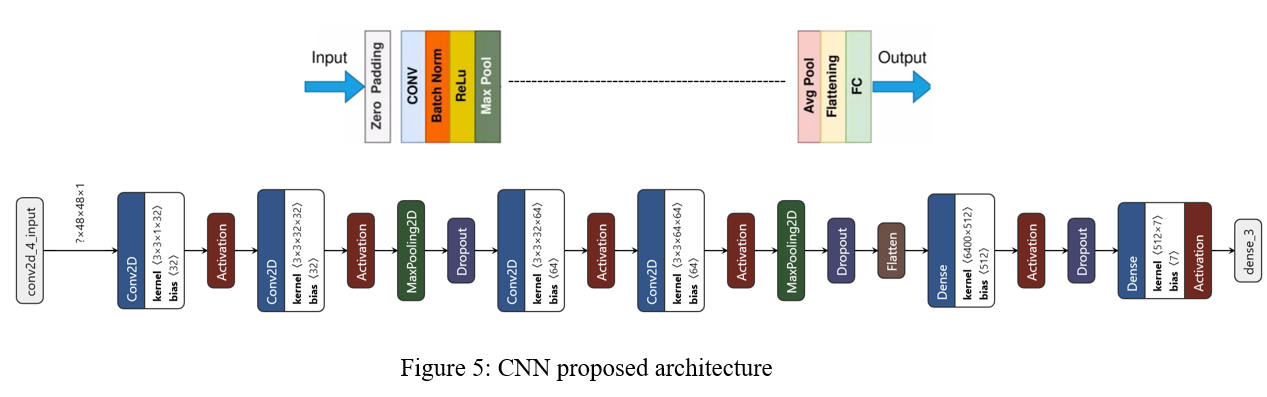 Input
Zero Padding
CONV
Batch Norm
ReLu
Max Pool
Avg Pool
Flattening
FC
Output
conv2d_4_input
?×48×48×1
Conv2D
kernel ⟨3×3×1×32⟩
bias ⟨32⟩
Activation
Conv2D
kernel ⟨3×3×32×32⟩
bias ⟨32⟩
Activation
MaxPooling2D
Dropout
Conv2D
kernel ⟨3×3×32×64⟩
bias ⟨64⟩
Activation
Conv2D
kernel ⟨3×3×64×64⟩
bias ⟨64⟩
Activation
MaxPooling2D
Dropout
Flatten
Dense
kernel ⟨6400×512⟩
bias ⟨512⟩
Activation
Dropout
Dense
kernel ⟨512×7⟩
bias ⟨7⟩
Activation
dense_3
Figure 5: CNN proposed architecture